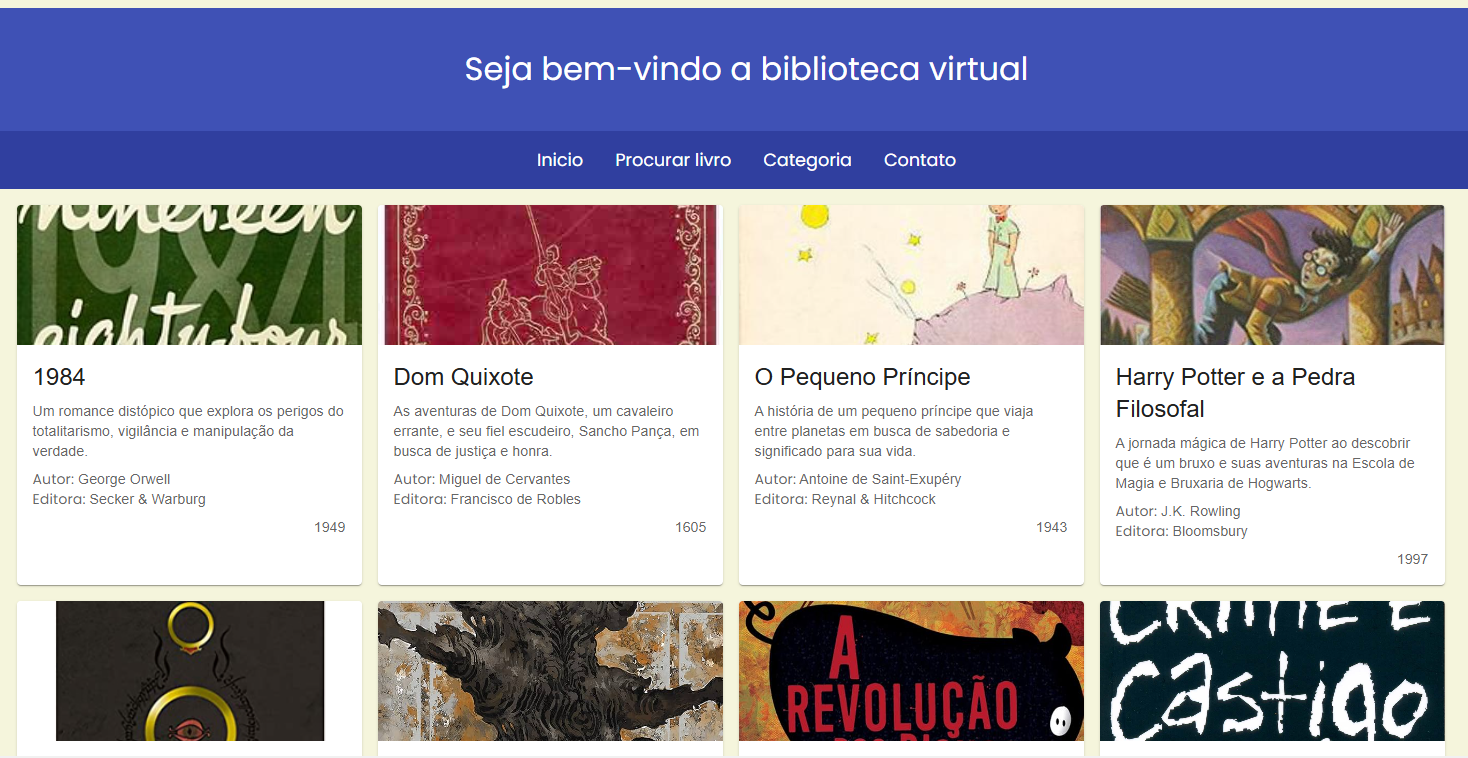 Seja bem-vindo a biblioteca virtual
Inicio Procurar livro Categoria Contato
nineteen
1984
eighty-four
1984
Um romance distópico que explora os perigos do
totalitarismo, vigilância e manipulação da
verdade.
Autor: George Orwell
Editora: Secker & Warburg
1949
Dom Quixote
As aventuras de Dom Quixote, um cavaleiro
errante, e seu fiel escudeiro, Sancho Pança, em
busca de justiça e honra.
Autor: Miguel de Cervantes
Editora: Francisco de Robles
1605
O Pequeno Príncipe
A história de um pequeno príncipe que viaja
entre planetas em busca de sabedoria e
significado para sua vida.
Autor: Antoine de Saint-Exupéry
Editora: Reynal & Hitchcock
1943
Harry Potter e a Pedra
Filosofal
A jornada mágica de Harry Potter ao descobrir
que é um bruxo e suas aventuras na Escola de
Magia e Bruxaria de Hogwarts.
Autor: J.K. Rowling
Editora: Bloomsbury
1997
A
REVOLUÇÃO
DOS
CRIME E
CASTIGO